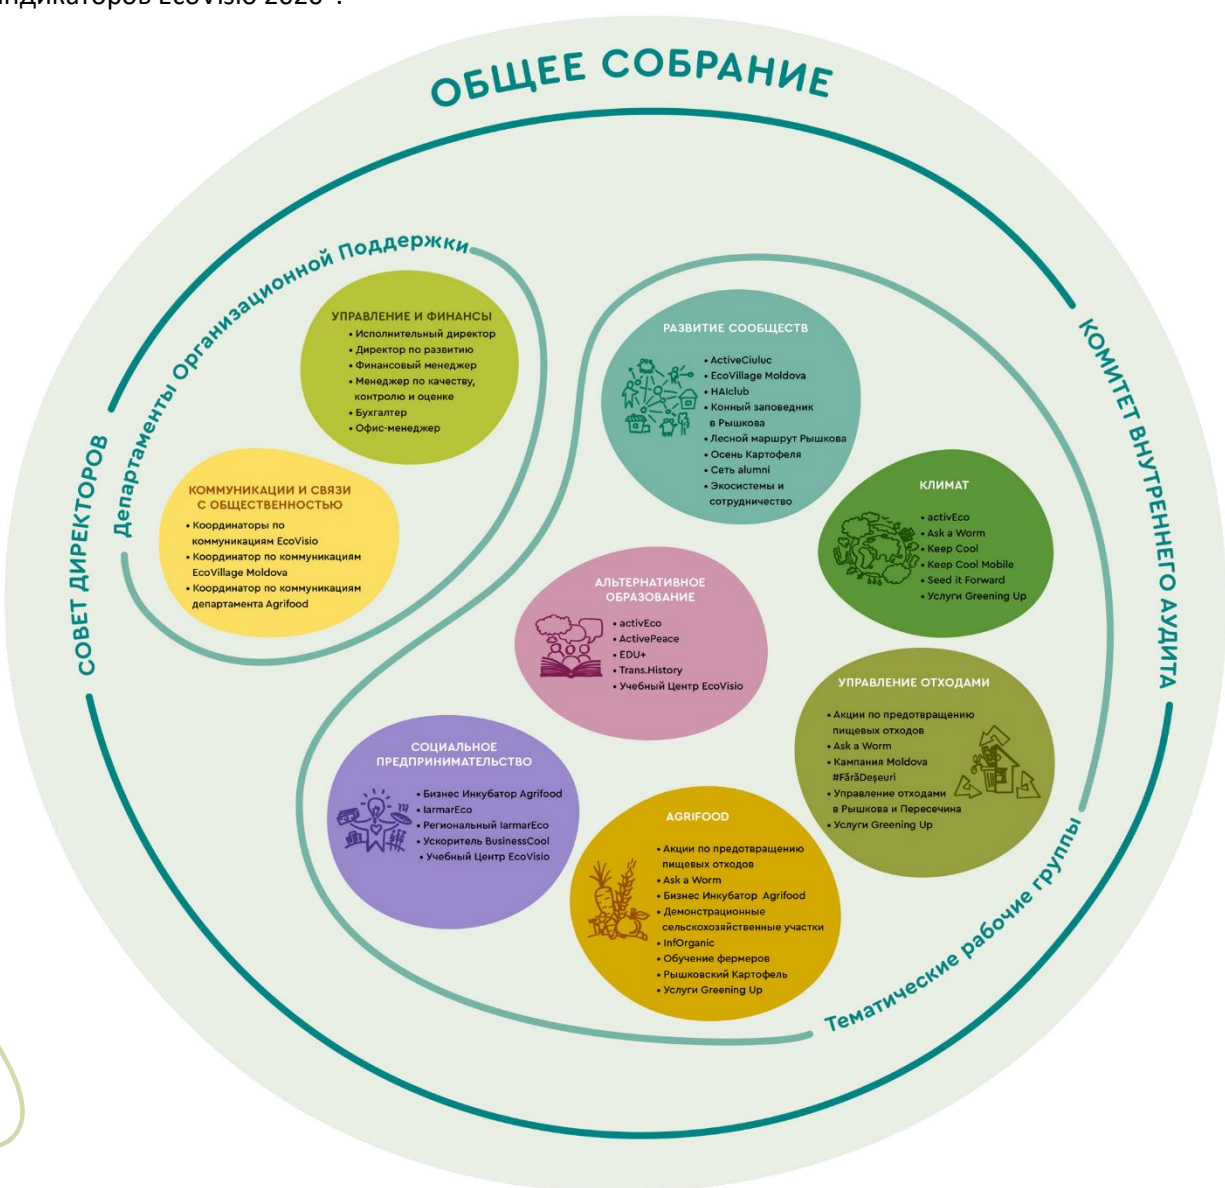 индикаторов EcoVisio 2020".
ОБЩЕЕ СОБРАНИЕ
СОВЕТ ДИРЕКТОРОВ
КОМИТЕТ ВНУТРЕННЕГО АУДИТА
Департаменты Организационной Поддержки
УПРАВЛЕНИЕ И ФИНАНСЫ
• Исполнительный директор
• Директор по развитию
• Финансовый менеджер
• Менеджер по качеству,
контролю и оценке
• Бухгалтер
• Офис-менеджер
КОММУНИКАЦИИ И СВЯЗИ
С ОБЩЕСТВЕННОСТЬЮ
• Координаторы по
коммуникациям EcoVisio
• Координатор по коммуникациям
EcoVillage Moldova
• Координатор по коммуникациям
департамента Agrifood
РАЗВИТИЕ СООБЩЕСТВ
• ActiveCiuluc
• EcoVillage Moldova
• HAIclub
• Конный заповедник
в Рышкова
• Лесной маршрут Рышкова
• Осень Картофеля
• Сеть alumni
• Экосистемы и
сотрудничество
КЛИМАТ
• activEco
• Ask a Worm
• Keep Cool
• Keep Cool Mobile
• Seed it Forward
• Услуги Greening Up
АЛЬТЕРНАТИВНОЕ
ОБРАЗОВАНИЕ
• activEco
• ActivePeace
• EDU+
• Trans.History
• Учебный Центр EcoVisio
УПРАВЛЕНИЕ ОТХОДАМИ
• Акции по предотвращению
пищевых отходов
• Ask a Worm
• Кампания Moldova
#FărăDeșeuri
• Управление отходами
в Рышкова и Пересечина
• Услуги Greening Up
СОЦИАЛЬНОЕ
ПРЕДПРИНИМАТЕЛЬСТВО
• Бизнес Инкубатор Agrifood
• IarmarEco
• Региональный IarmarEco
• Ускоритель BusinessCool
• Учебный Центр EcoVisio
AGRIFOOD
• Акции по предотвращению
пищевых отходов
• Ask a Worm
• Бизнес Инкубатор Agrifood
• Демонстрационные
сельскохозяйственные участки
• InfOrganic
• Обучение фермеров
• Рышковский Картофель
• Услуги Greening Up
Тематические рабочие группы